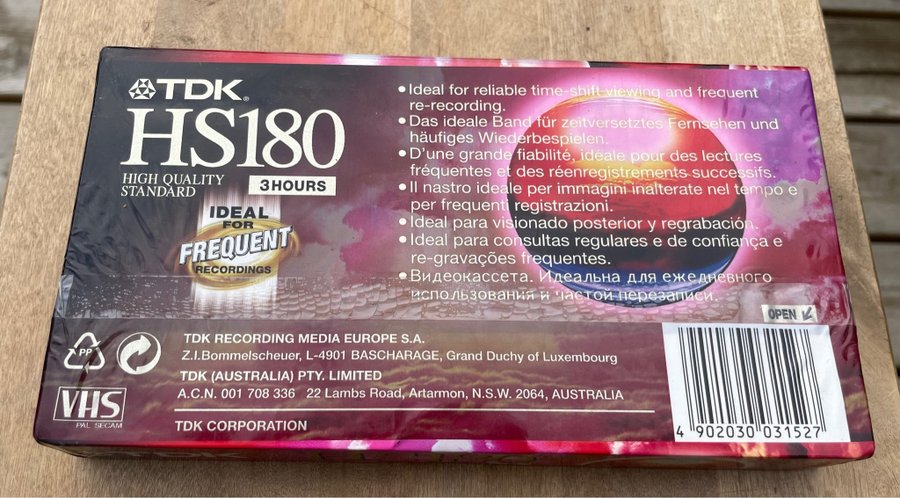 TDK
HS180
HIGH QUALITY
STANDARD
3HOURS
IDEAL
FOR
FREQUENT
RECORDINGS
•Ideal for reliable time-shift viewing and frequent
re-recording.
•Das ideale Band für zeitversetztes Fernsehen und
häufiges Wiederbespielen.
•D'une grande fiabilité, idéale pour des lectures
fréquentes et des réenregistrements successifs.
•Il nastro ideale per immagini inalterate nel tempo e
per frequenti registrazioni.
•Ideal para visionado posterior y regrabación.
•Ideal para consultas regulares e de confiança e
re-gravações frequentes.
•Видеокассета. Идеальна для ежедневного
использования и частой перезаписи.
OPEN
PP
TDK RECORDING MEDIA EUROPE S.A.
Z.I.Bommelscheuer, L-4901 BASCHARAGE, Grand Duchy of Luxembourg
TDK (AUSTRALIA) PTY. LIMITED
A.C.N. 001 708 336 22 Lambs Road, Artarmon, N.S.W. 2064, AUSTRALIA
VHS
PAL SECAM
TDK CORPORATION
4 902030 031527